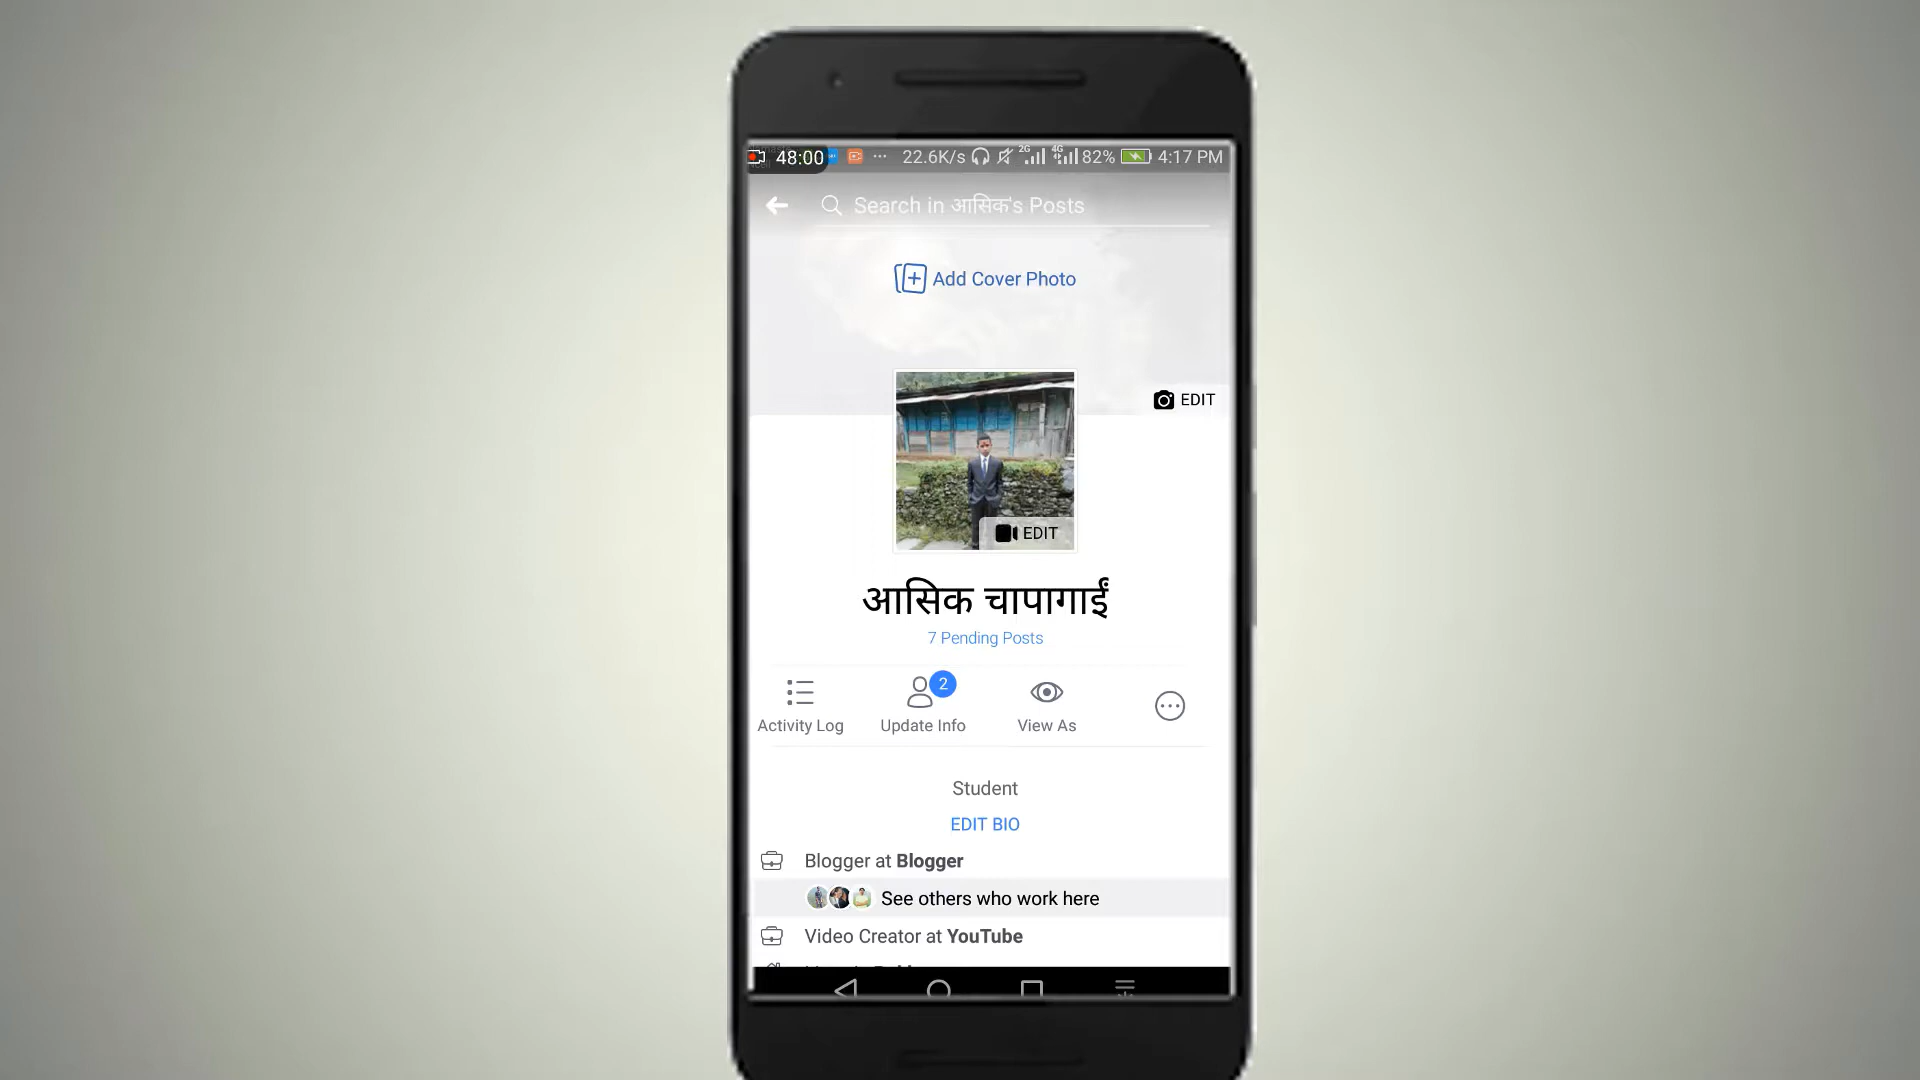 48:00 22.6K/s 2G 4G 82% 4:17 PM
Search in आसिक's Posts
Add Cover Photo
EDIT
EDIT
आसिक चापागाईं
7 Pending Posts
2
Activity Log Update Info View As
Student
EDIT BIO
Blogger at Blogger
See others who work here
Video Creator at YouTube